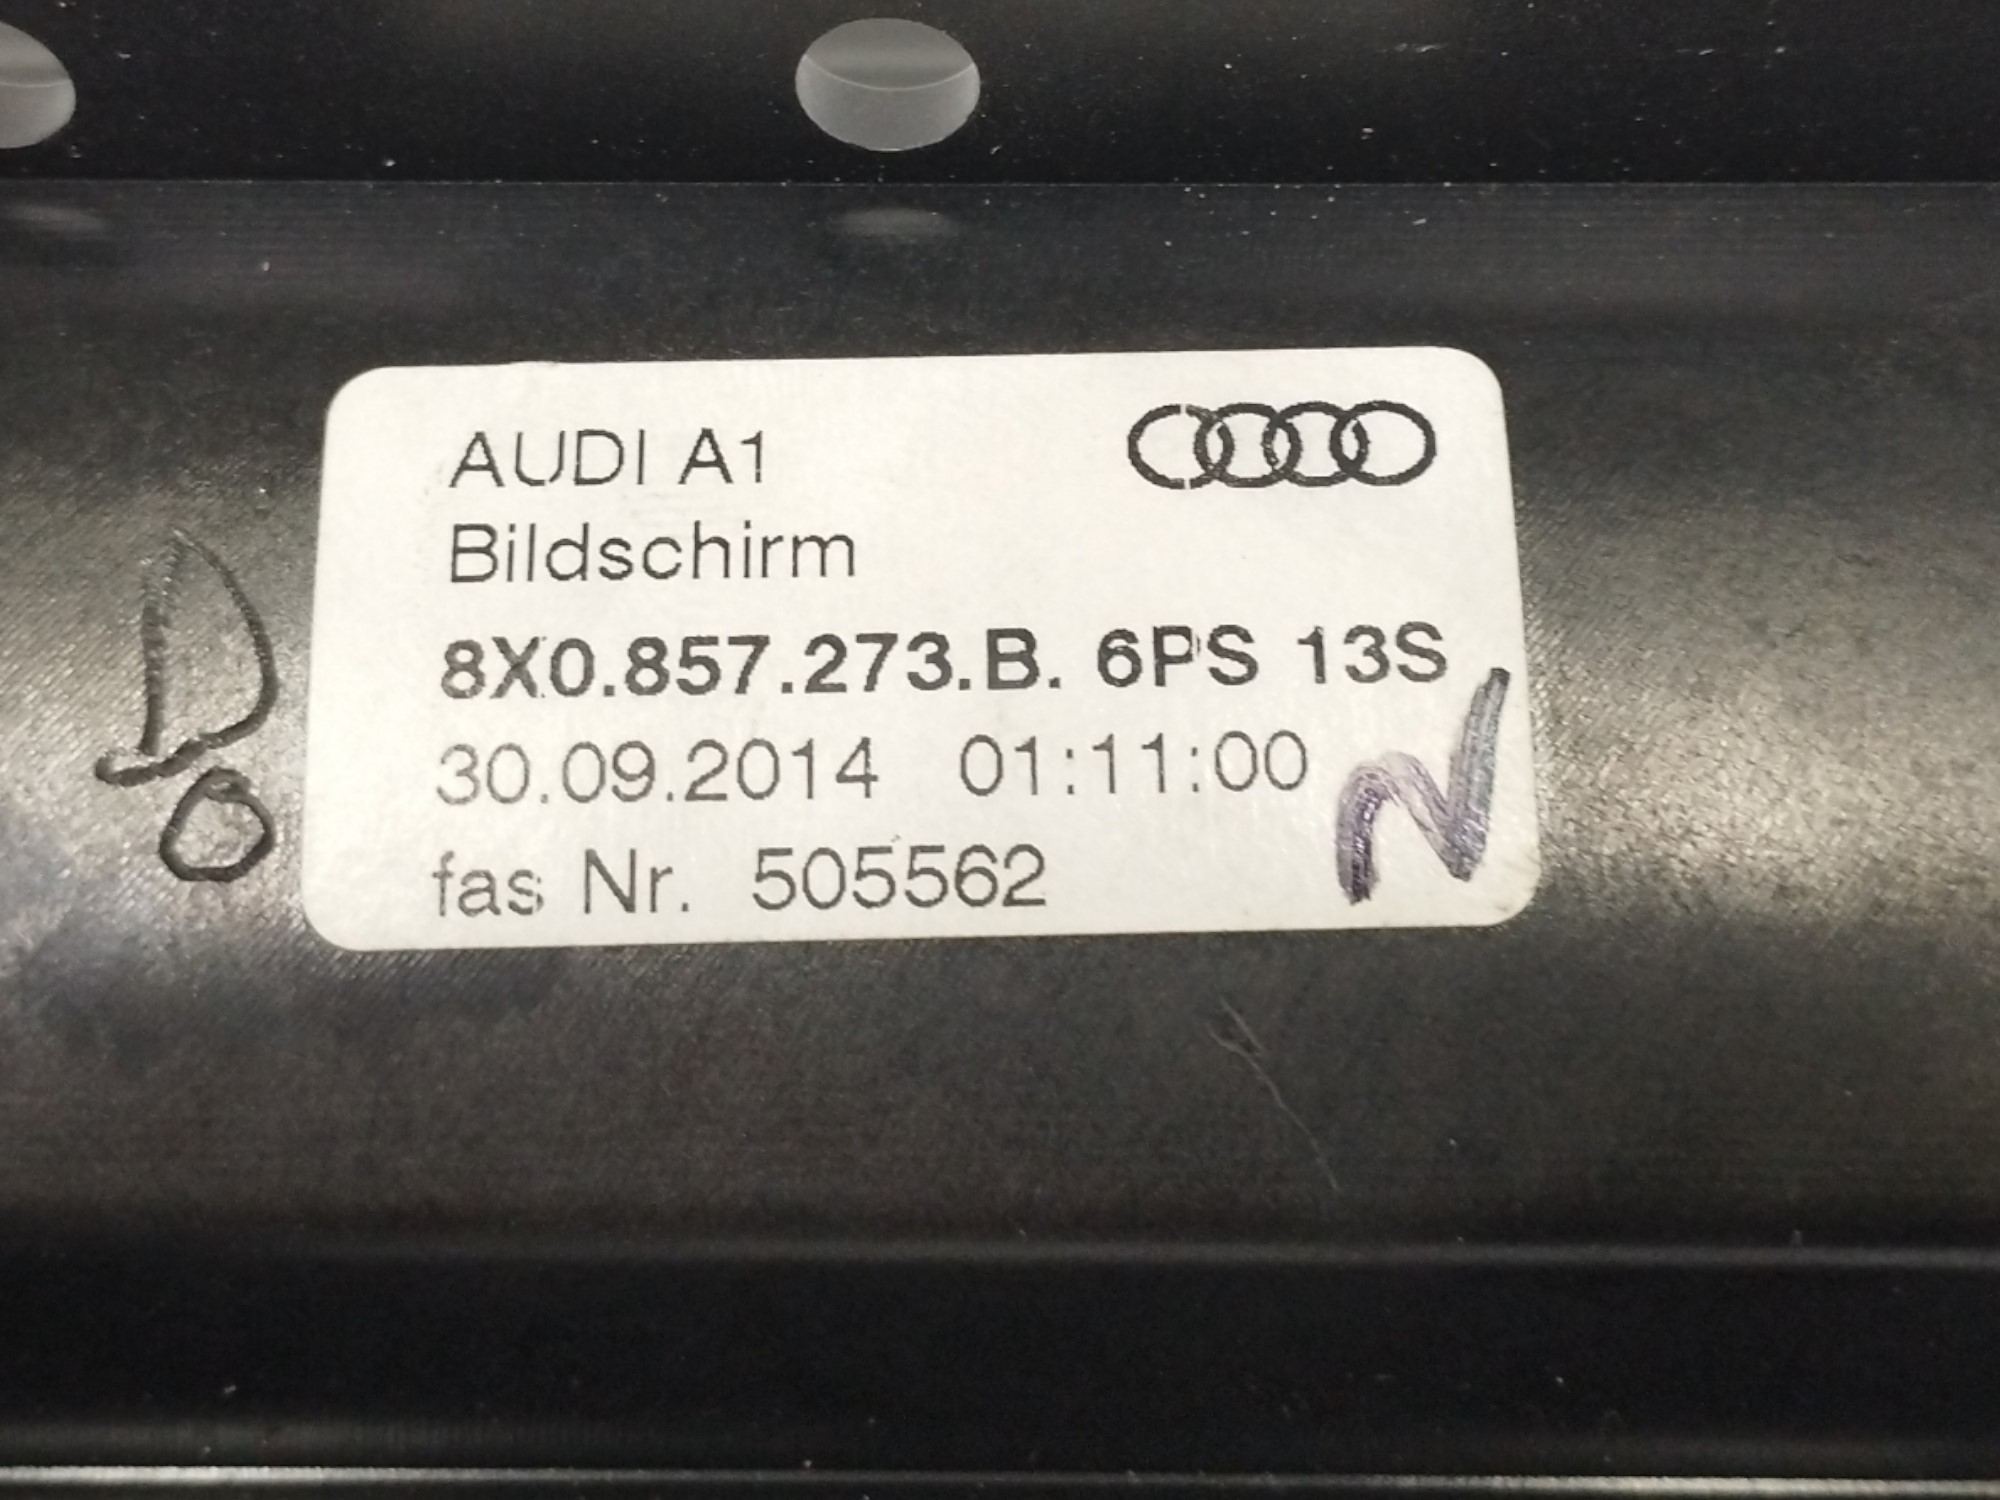 AUDI A1
Bildschirm
8X0.857.273.B. 6PS 13S
30.09.2014 01:11:00
fas Nr. 505562
N